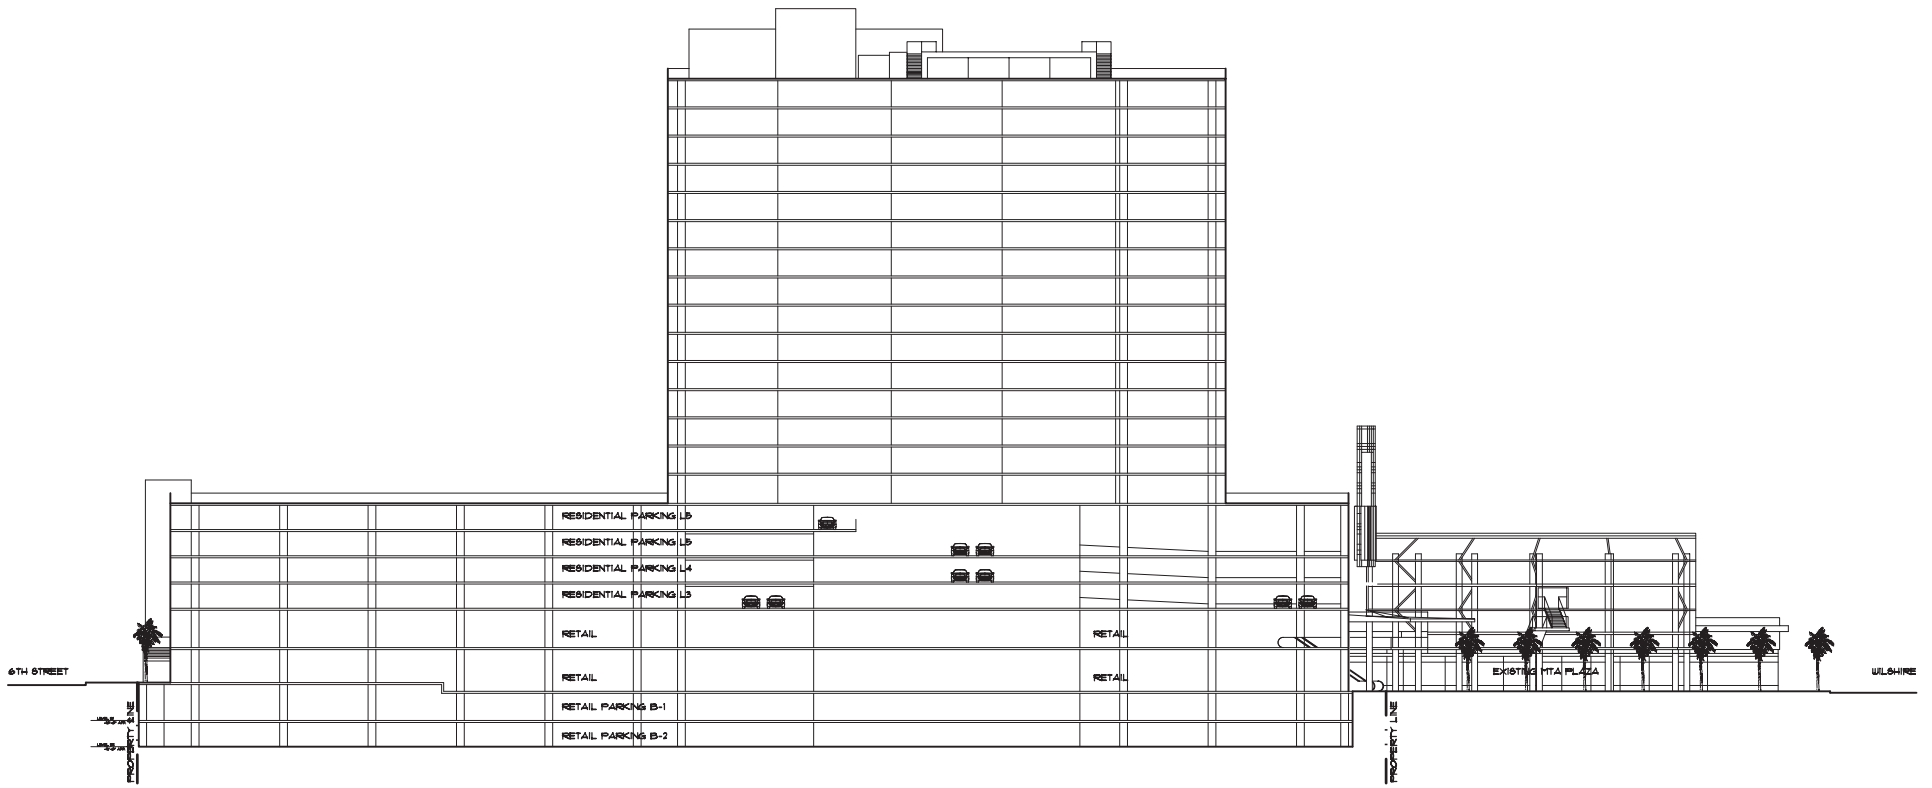 RESIDENTIAL PARKING L6
RESIDENTIAL PARKING L5
RESIDENTIAL PARKING L4
RESIDENTIAL PARKING L3
RETAIL RETAIL
6TH STREET RETAIL RETAIL EXISTING MTA PLAZA WILSHIRE
RETAIL PARKING B-1
RETAIL PARKING B-2
PROPERTY LINE
PROPERTY LINE